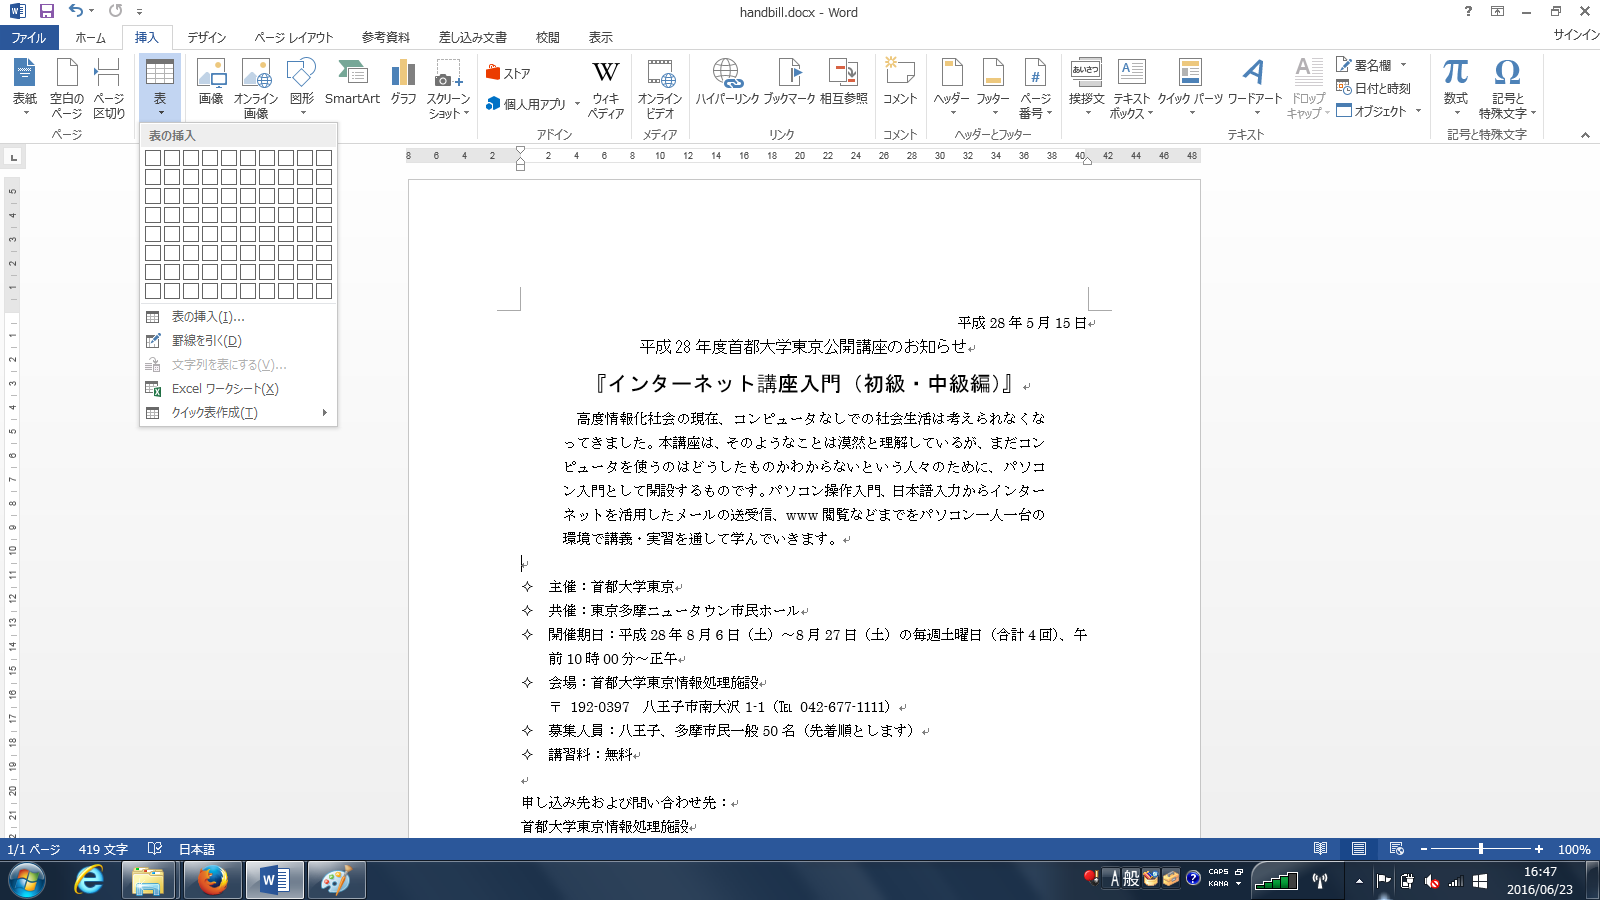 handbill.docx - Word
サインイン
ファイル ホーム 挿入 デザイン ページ レイアウト 参考資料 差し込み文書 校閲 表示
表紙 空白のページ ページ区切り 表 画像 オンライン画像 図形 SmartArt グラフ スクリーンショット ストア 個人用アプリ ウィキペディア オンラインビデオ ハイパーリンク ブックマーク 相互参照 コメント ヘッダー フッター ページ番号 あいさつ 挨拶文 テキストボックス クイック パーツ ワードアート ドロップキャップ 署名欄 日付と時刻 オブジェクト 数式 記号と特殊文字
ページ アドイン メディア リンク コメント ヘッダーとフッター テキスト 記号と特殊文字
表の挿入
表の挿入(I)...
罫線を引く(D)
文字列を表にする(V)...
Excel ワークシート(X)
クイック表作成(T)
8 6 4 2 2 4 6 8 10 12 14 16 18 20 22 24 26 28 30 32 34 36 38 40 42 44 46 48
5 4 3 2 1 1 2 3 4 5 6 7 8 9 10 11 12 13 14 15 16 17 18 19 20 21
平成 28 年 5 月 15 日
平成 28 年度首都大学東京公開講座のお知らせ
『インターネット講座入門（初級・中級編）』
高度情報化社会の現在、コンピュータなしでの社会生活は考えられなくな
ってきました。本講座は、そのようなことは漠然と理解しているが、まだコン
ピュータを使うのはどうしたものかわからないという人々のために、パソコ
ン入門として開設するものです。パソコン操作入門、日本語入力からインター
ネットを活用したメールの送受信、www 閲覧などまでをパソコン一人一台の
環境で講義・実習を通して学んでいきます。
主催：首都大学東京
共催：東京多摩ニュータウン市民ホール
開催期日：平成 28 年 8 月 6 日（土）～8 月 27 日（土）の毎週土曜日（合計 4 回）、午
前 10 時 00 分～正午
会場：首都大学東京情報処理施設
〒 192-0397 八王子市南大沢 1-1（℡ 042-677-1111）
募集人員：八王子、多摩市民一般 50 名（先着順とします）
講習料：無料
申し込み先および問い合わせ先：
首都大学東京情報処理施設
1/1 ページ 419 文字 日本語 100%
A 般 CAPS KANA
16:47
2016/06/23